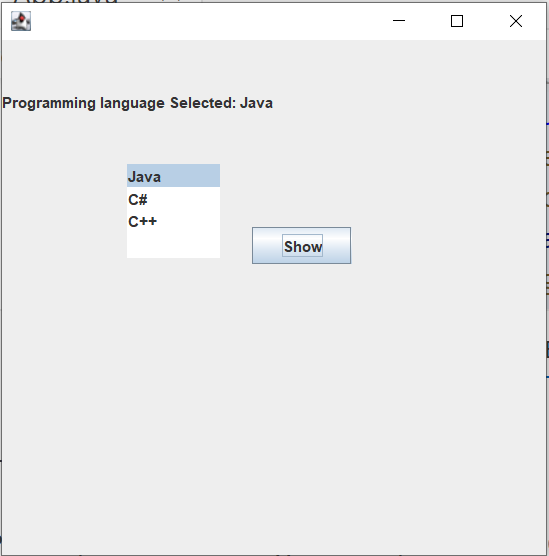 Programming language Selected: Java
Java
C#
C++
Show